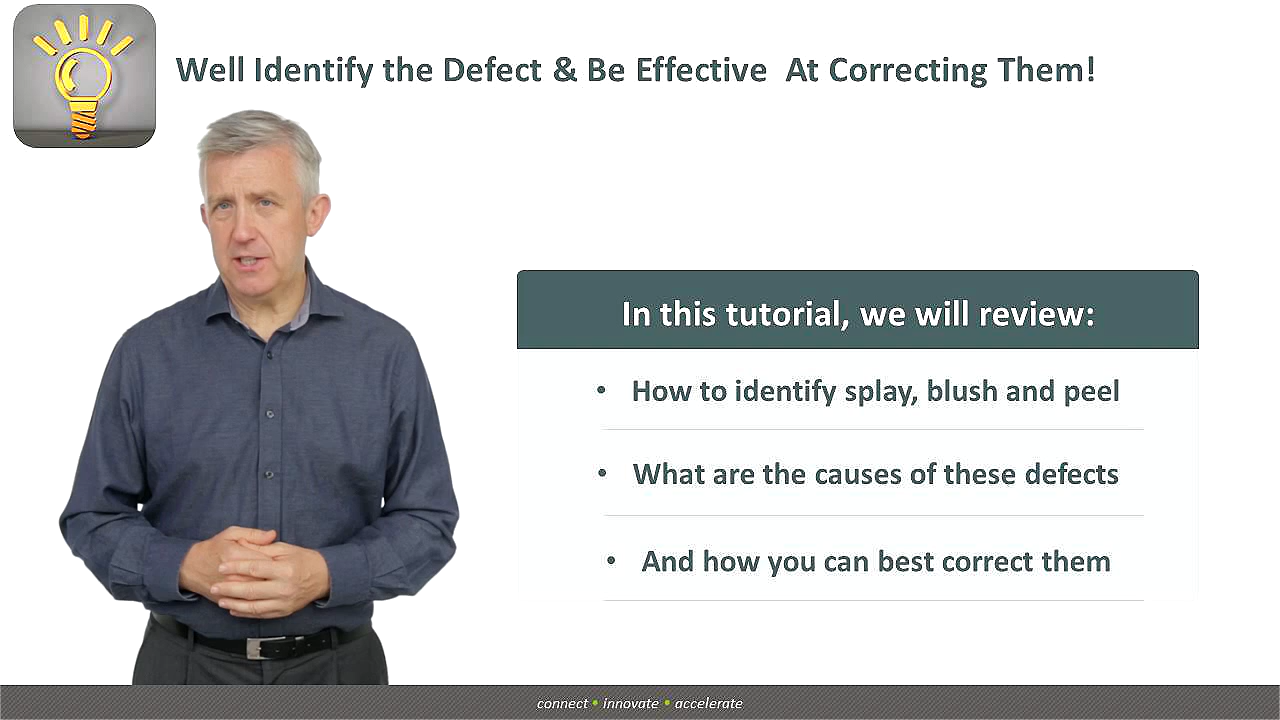 Well Identify the Defect & Be Effective  At Correcting Them!
In this tutorial, we will review:
• How to identify splay, blush and peel
• What are the causes of these defects
• And how you can best correct them
connect • innovate • accelerate